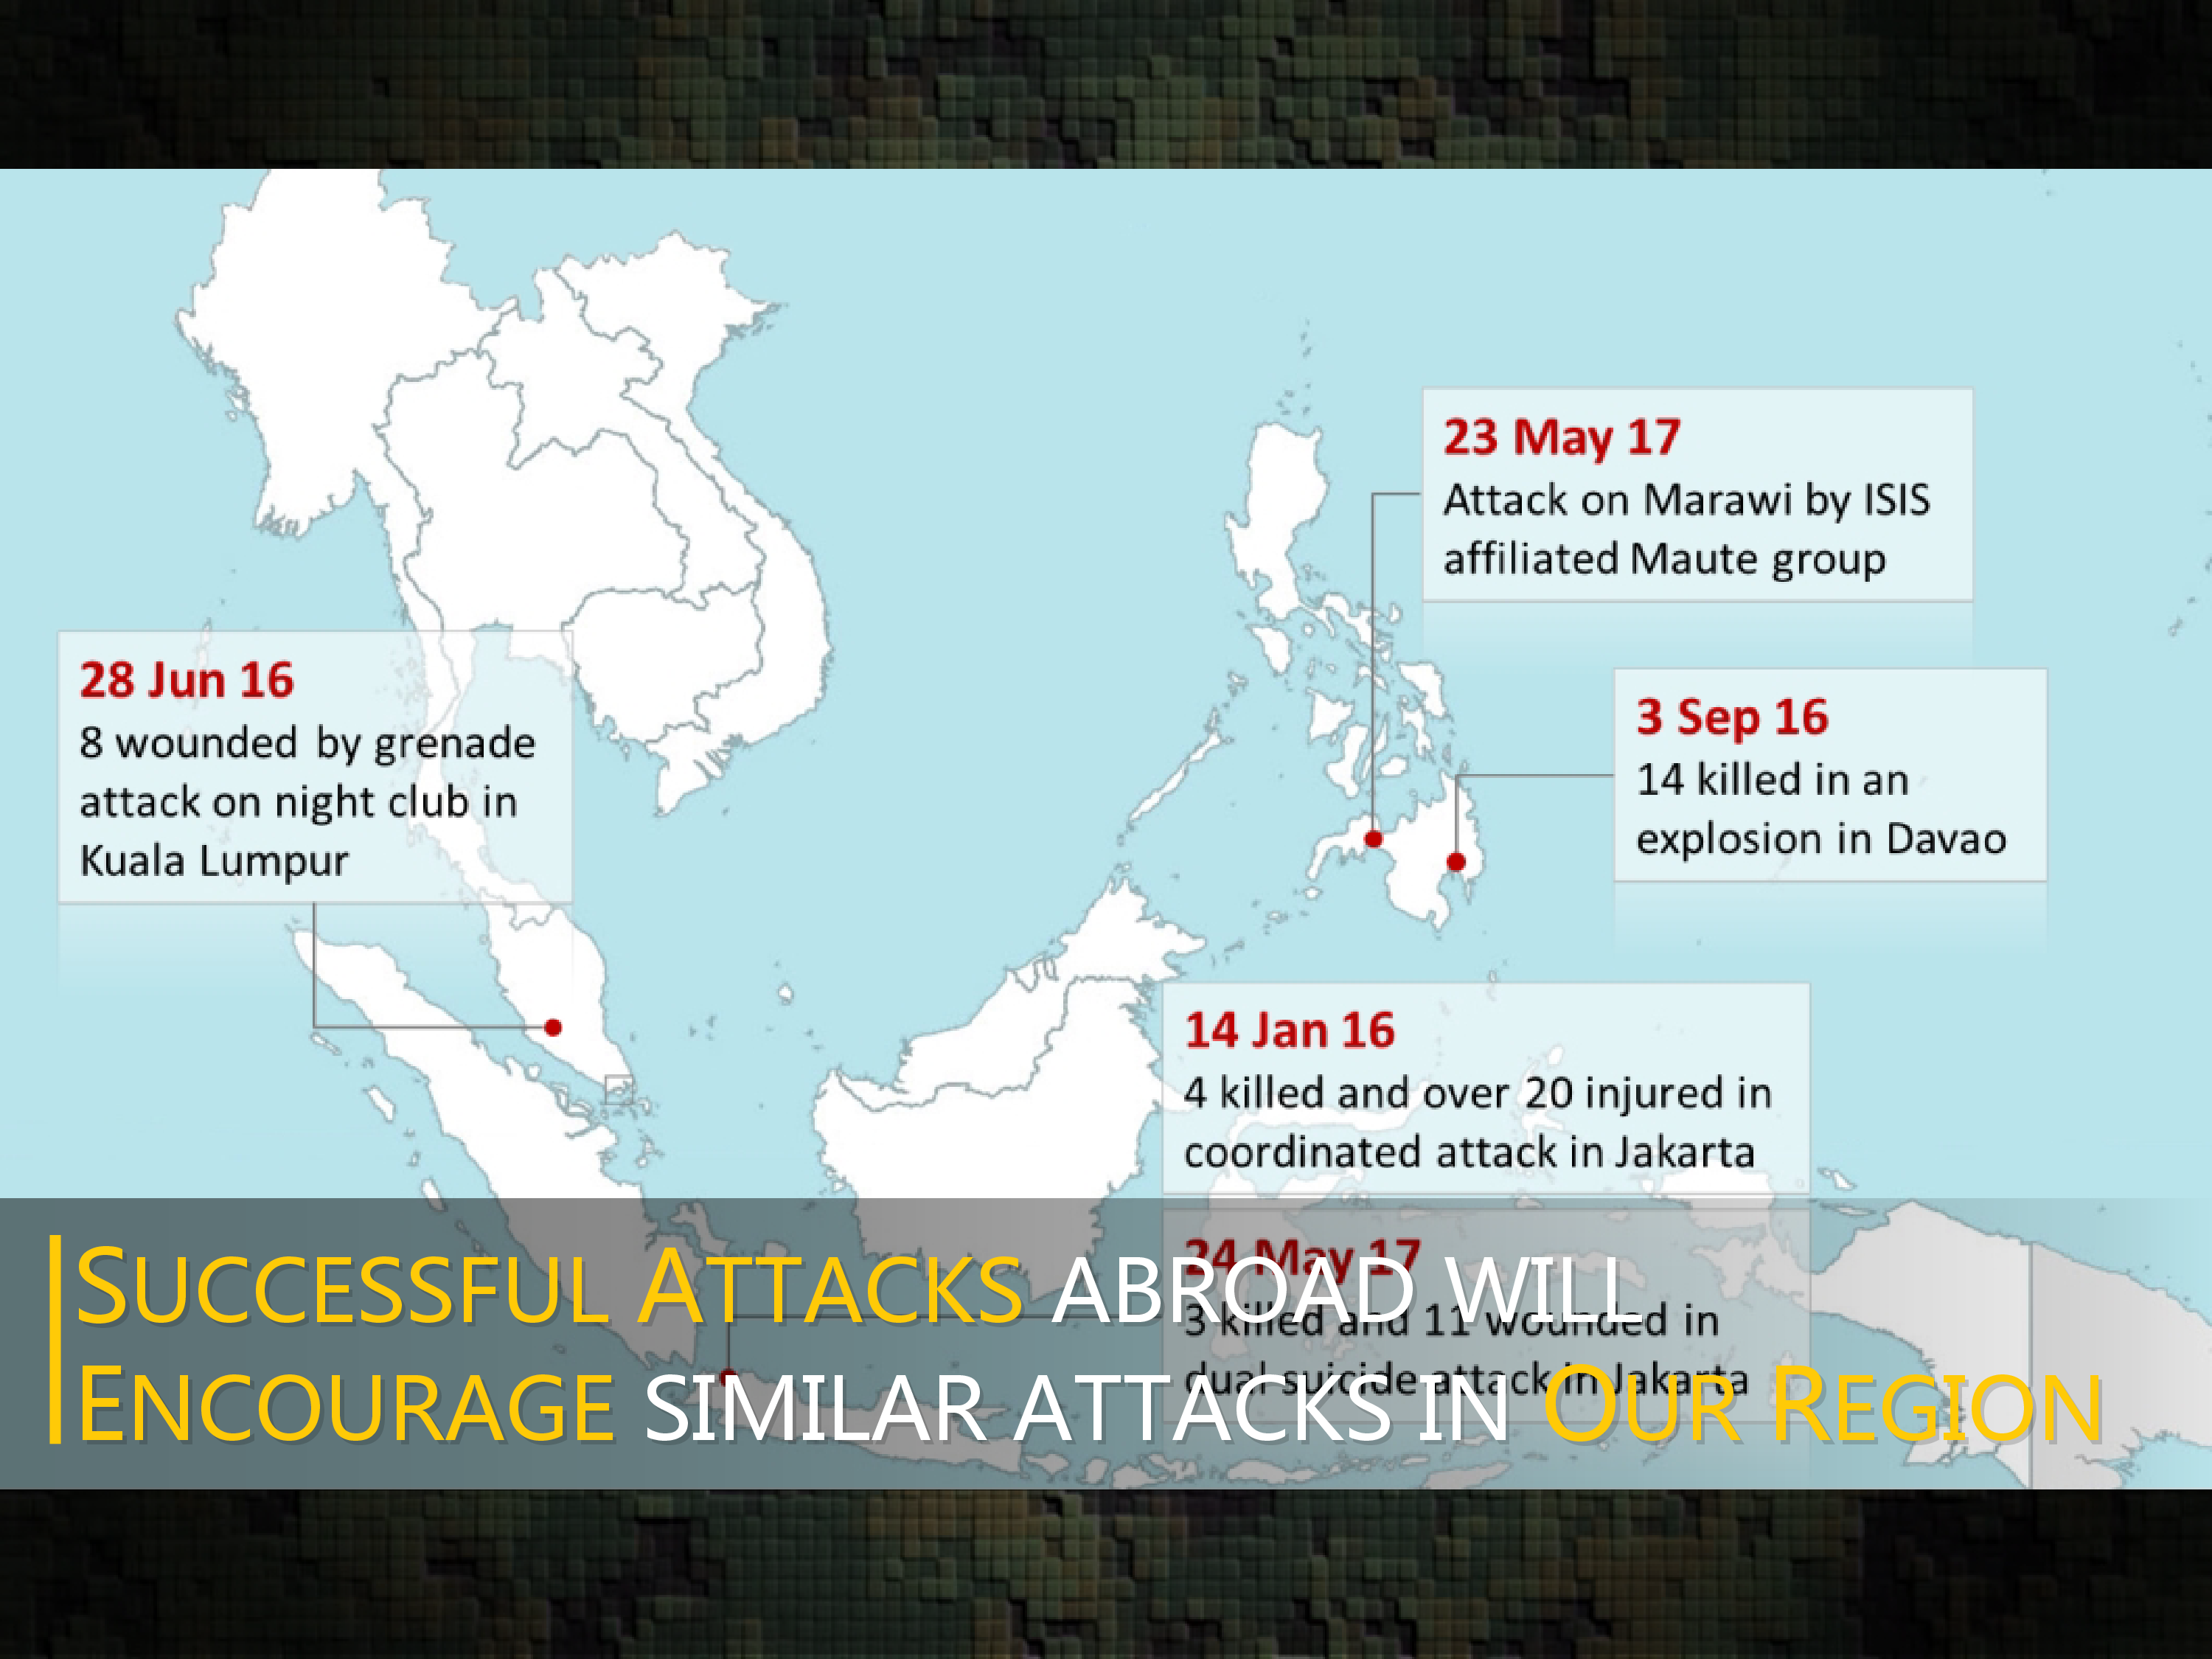 23 May 17
Attack on Marawi by ISIS
affiliated Maute group
28 Jun 16
8 wounded by grenade
attack on night club in
Kuala Lumpur
3 Sep 16
14 killed in an
explosion in Davao
14 Jan 16
4 killed and over 20 injured in
coordinated attack in Jakarta
24 May 17
3 killed and 11 wounded in
dual suicide attack in Jakarta
SUCCESSFUL ATTACKS ABROAD WILL
ENCOURAGE SIMILAR ATTACKS IN OUR REGION